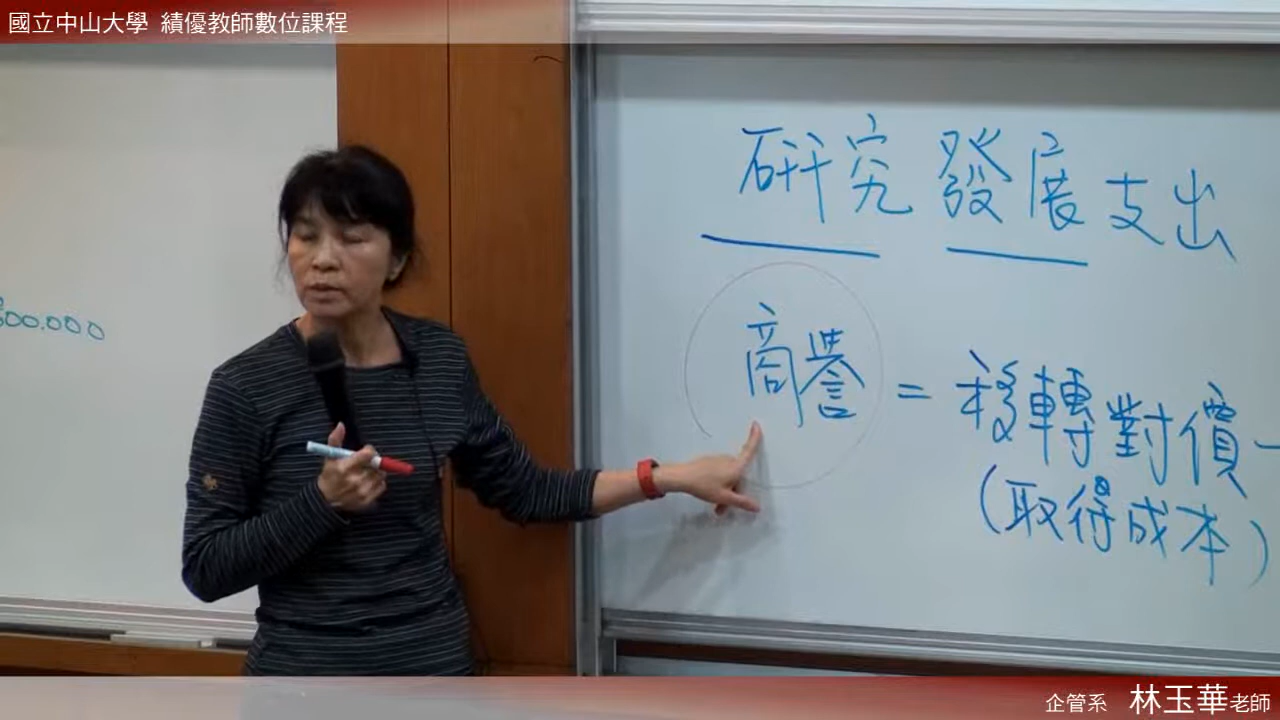 國立中山大學 績優教師數位課程
研究發展支出
商譽 = 移轉對價 -
(取得成本)
00,000
企管系 林玉華老師